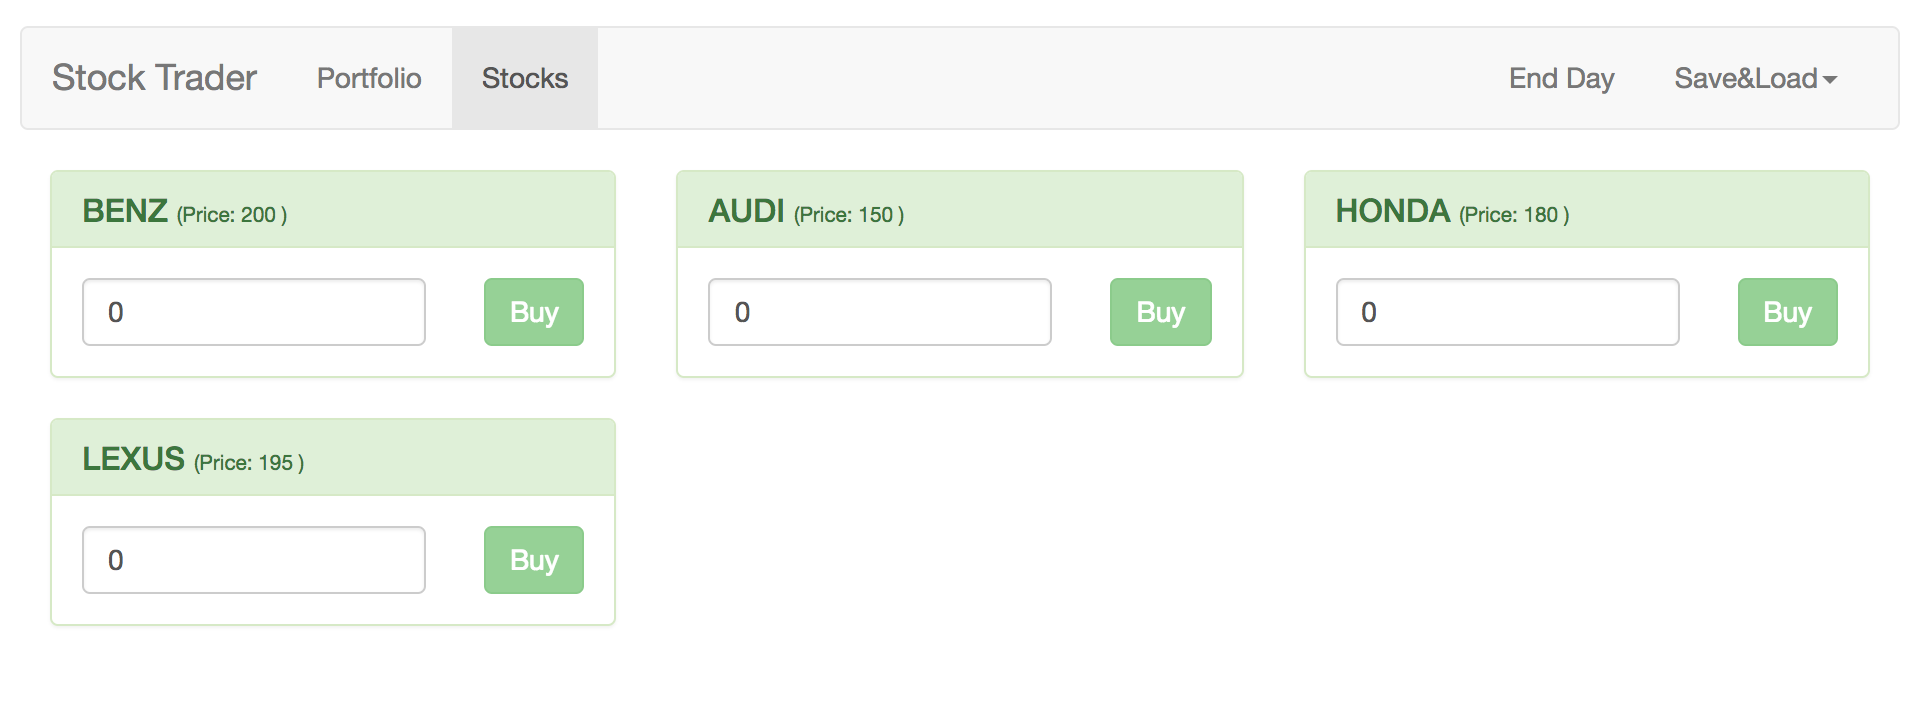 Stock Trader Portfolio Stocks End Day Save&Load
BENZ (Price: 200 ) AUDI (Price: 150 ) HONDA (Price: 180 )
0 Buy 0 Buy 0 Buy
LEXUS (Price: 195 )
0 Buy